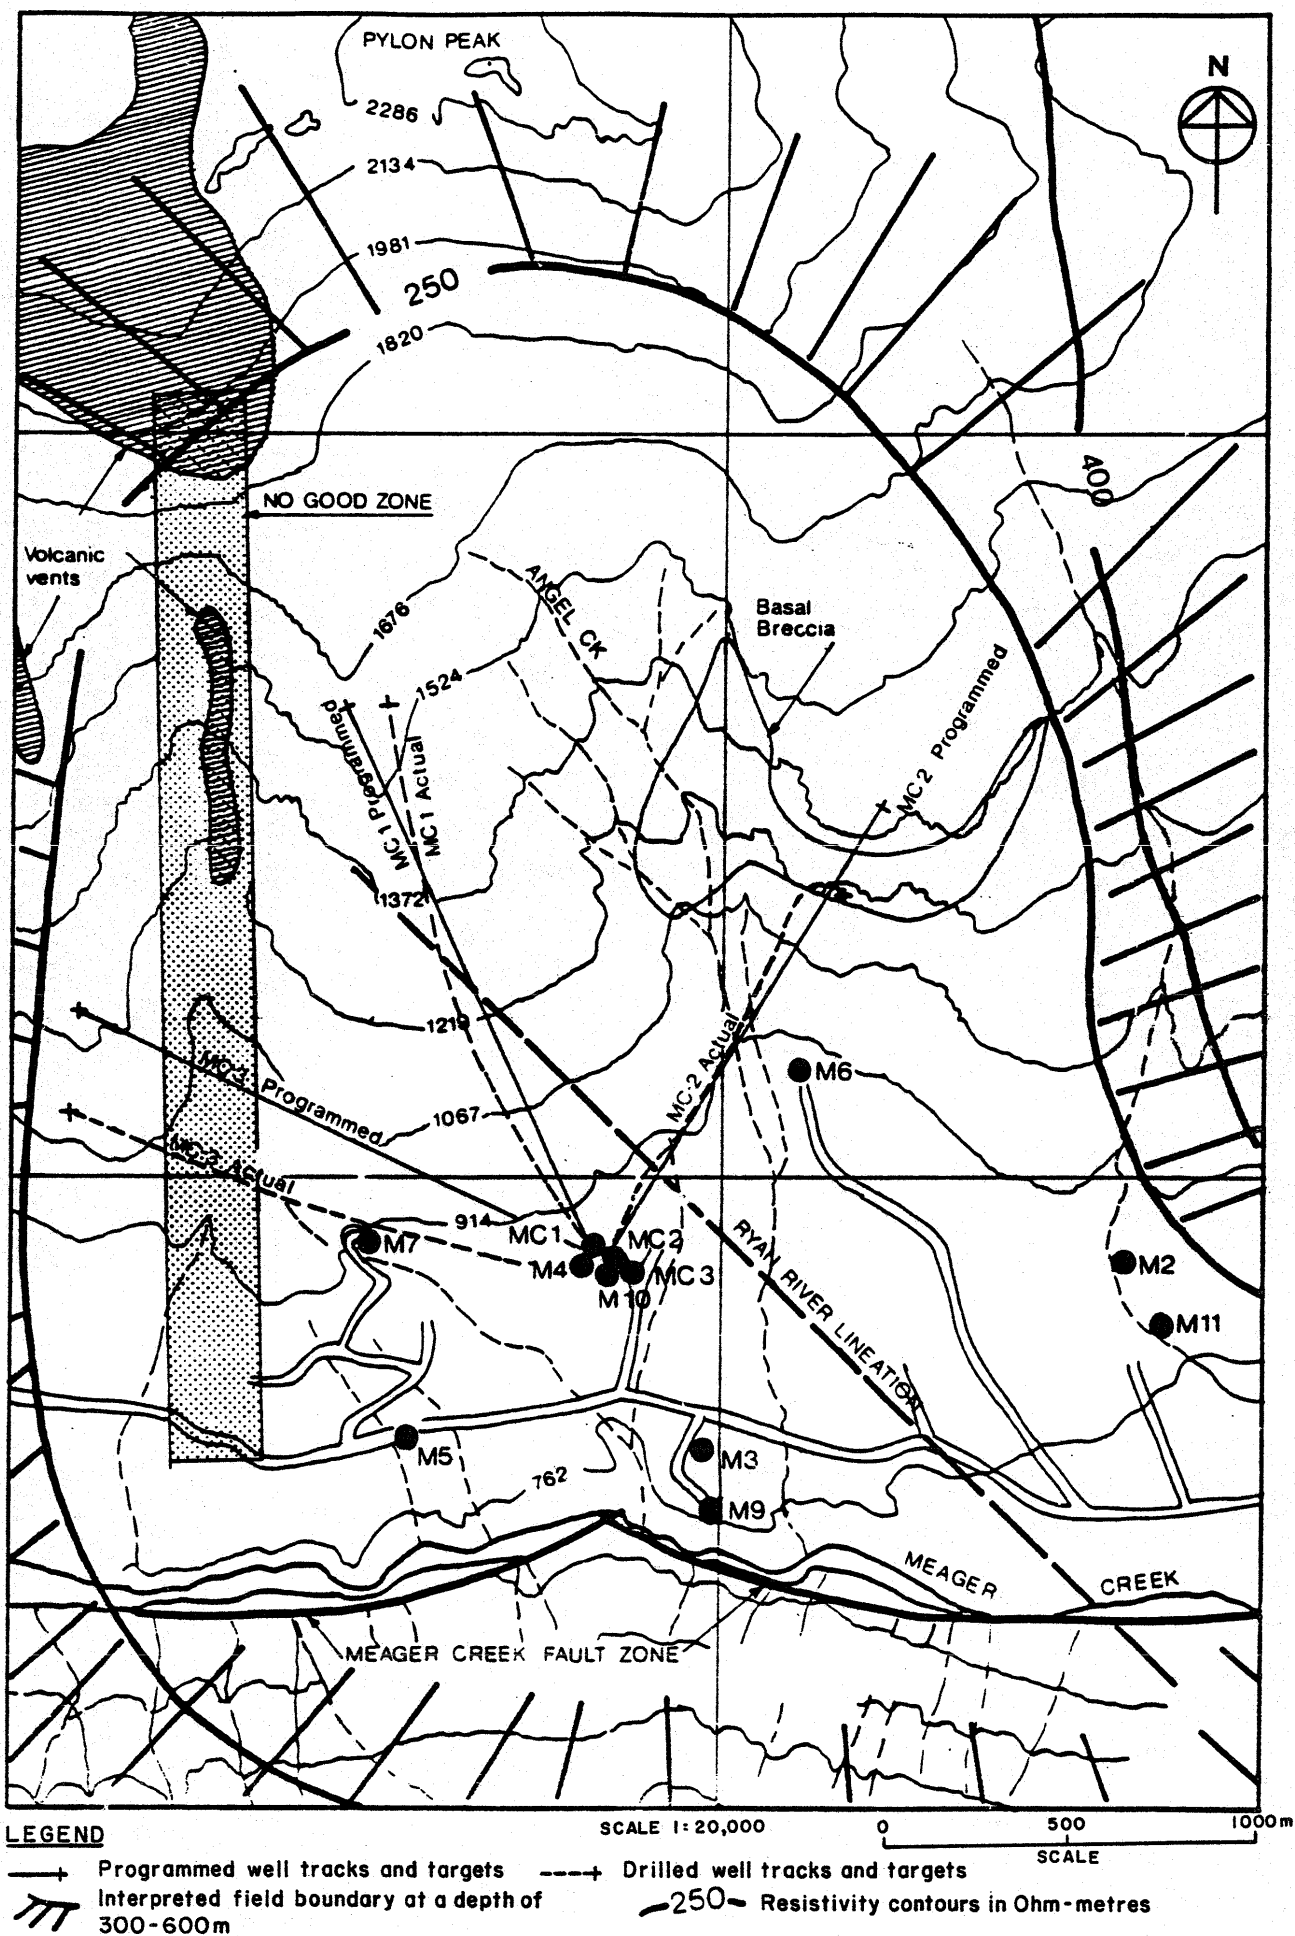 PYLON PEAK
N
2286
2134
1981
250
1820
400
NO GOOD ZONE
Volcanic
vents
ANGEL CK
Basal
Breccia
1676
1524
MC1 Programmed
MC1 Actual
MC2 Programmed
1372
1219
MC3 Programmed
MC2 Actual
M6
1067
MC3 Actual
914
M7
MC1
MC2
M4
MC3
M10
RYAN RIVER LINEATION
M2
M11
M5
M3
762
M9
MEAGER CREEK
MEAGER CREEK FAULT ZONE
LEGEND
SCALE 1:20,000
0 500 1000m
SCALE
Programmed well tracks and targets
Drilled well tracks and targets
Interpreted field boundary at a depth of
300-600m
250 Resistivity contours in Ohm-metres